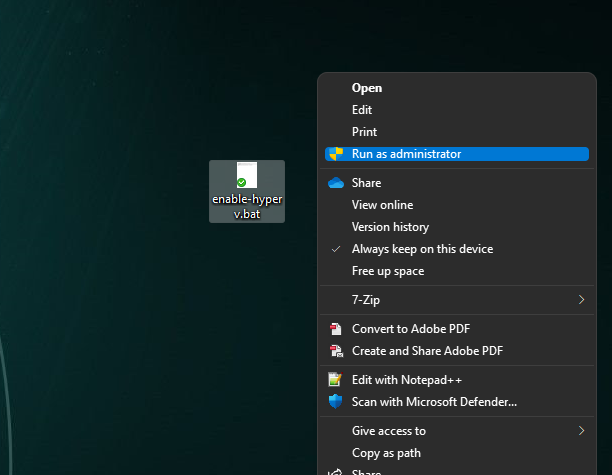 Open
Edit
Print
Run as administrator
enable-hyper
v.bat
Share
View online
Version history
Always keep on this device
Free up space
7-Zip
Convert to Adobe PDF
Create and Share Adobe PDF
Edit with Notepad++
Scan with Microsoft Defender...
Give access to
Copy as path
Share